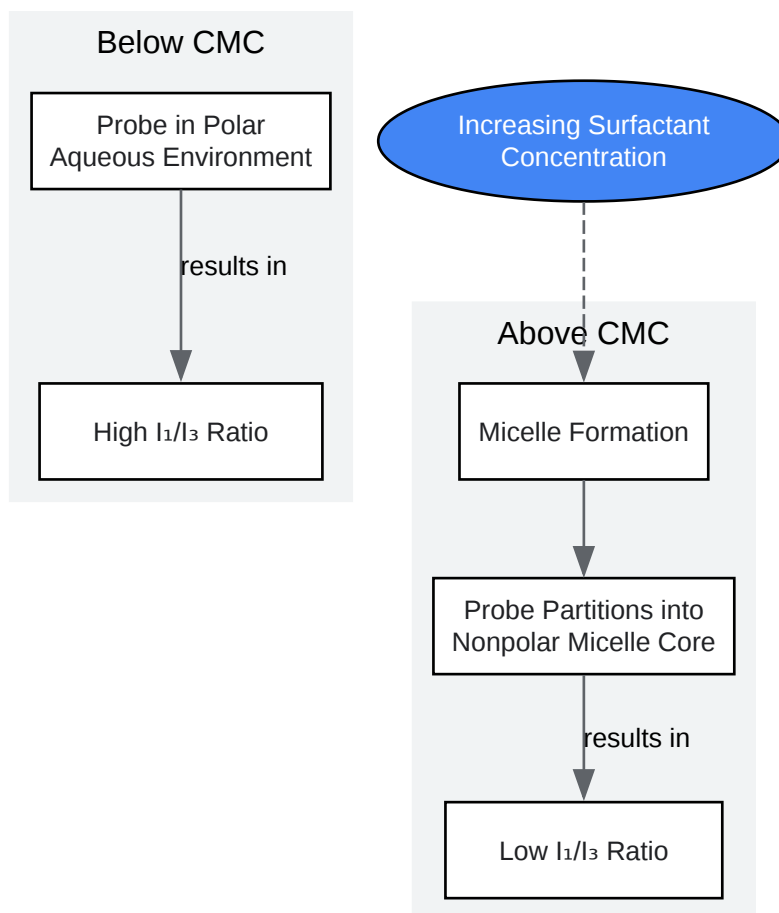 Below CMC
Probe in Polar
Aqueous Environment
results in
High I₁/I₃ Ratio
Increasing Surfactant
Concentration
Above CMC
Micelle Formation
Probe Partitions into
Nonpolar Micelle Core
results in
Low I₁/I₃ Ratio